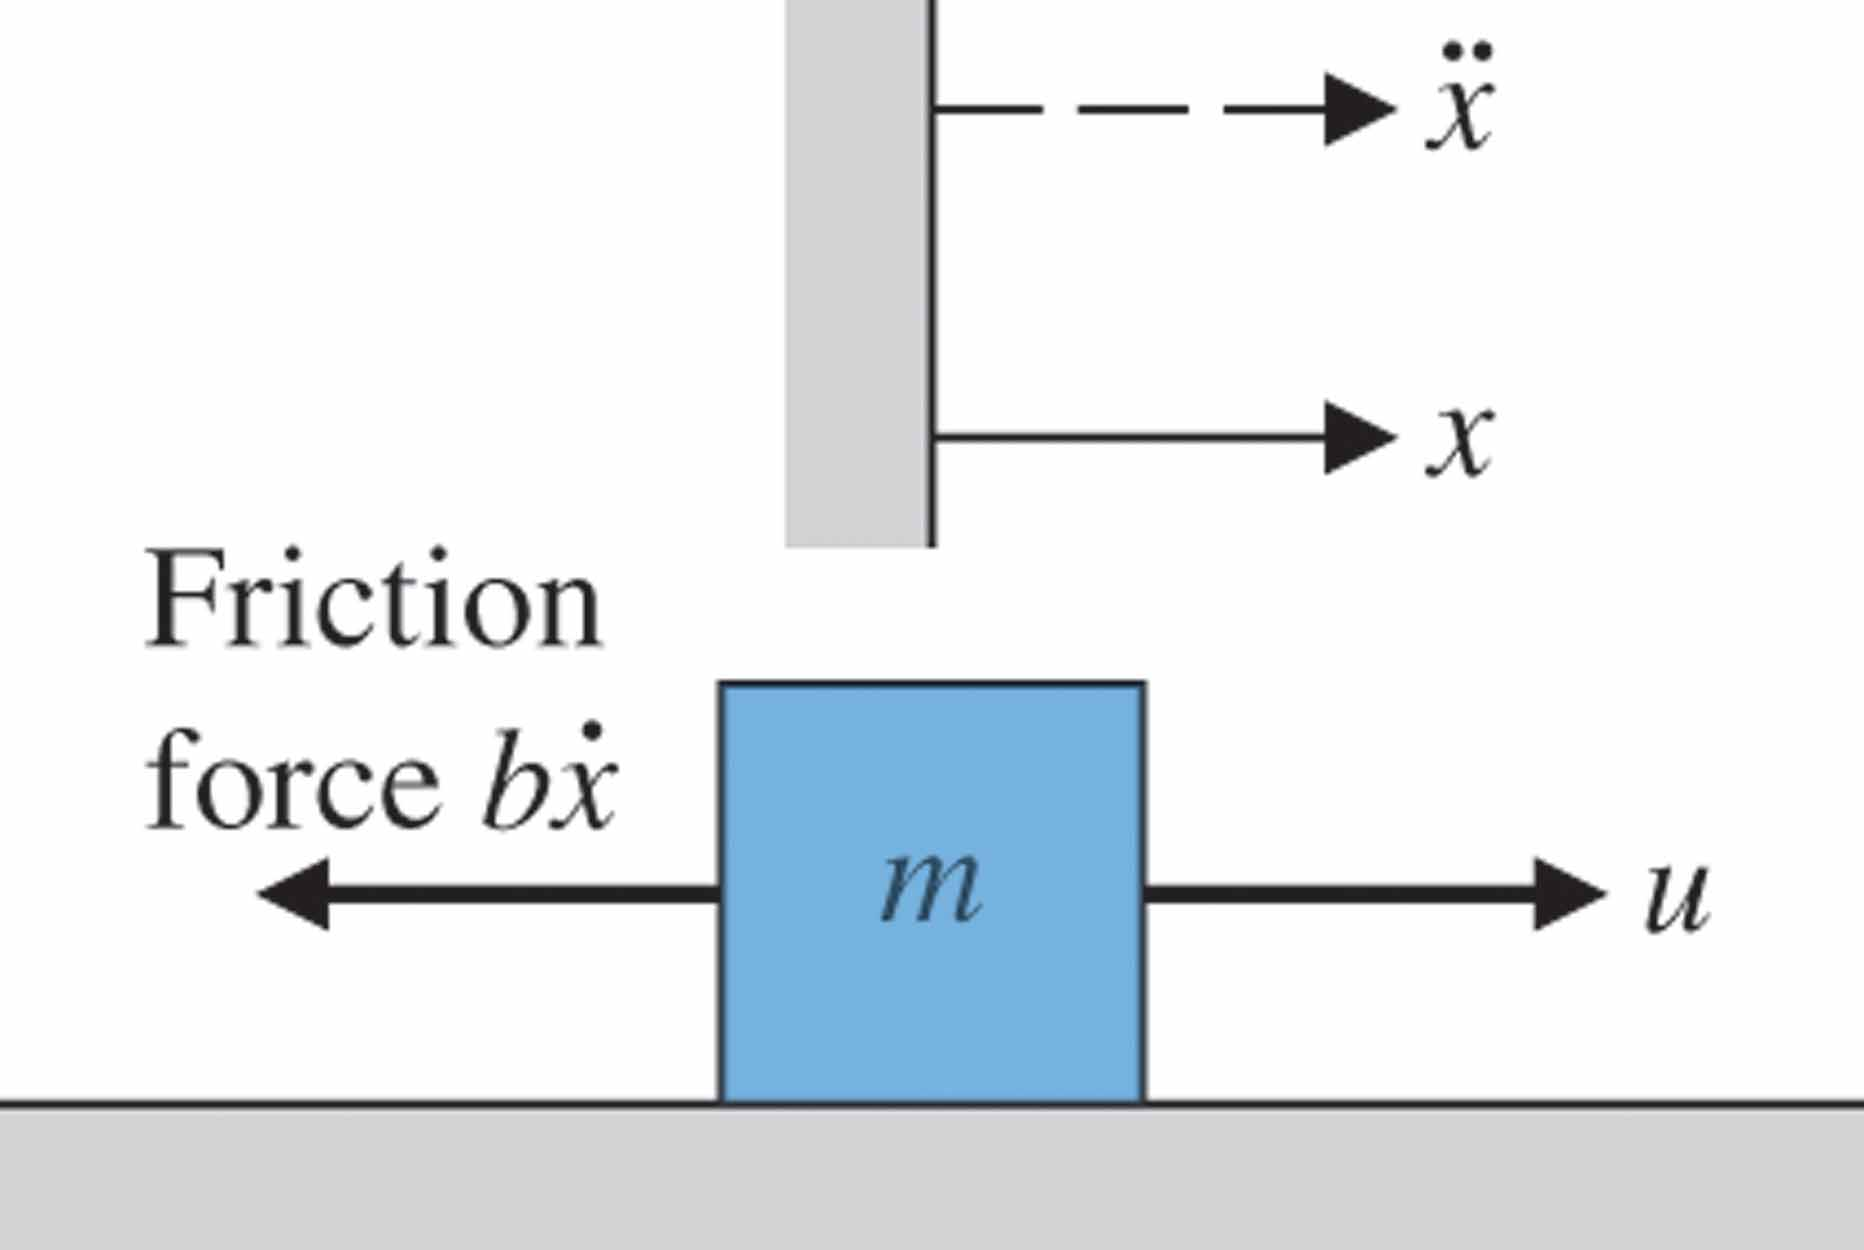 ẍ
x
Friction
force bẋ
m
u